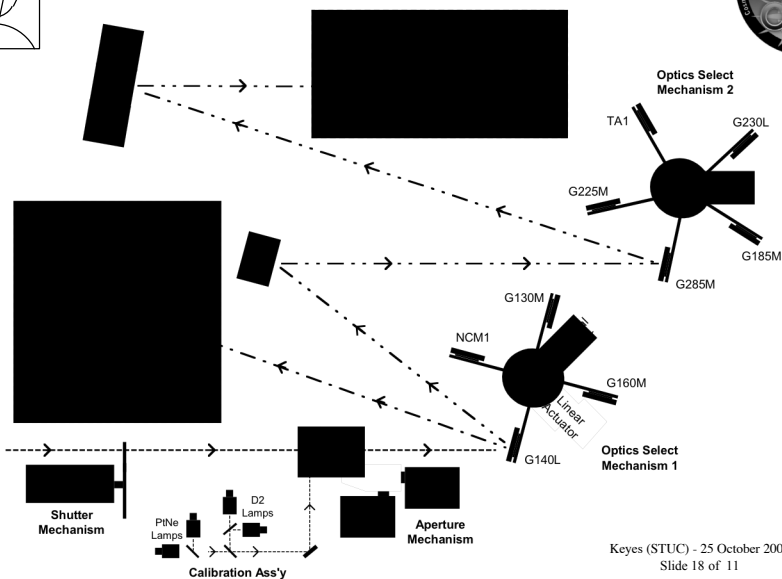 Optics Select
Mechanism 2
TA1
G230L
G225M
G185M
G285M
G130M
NCM1
G160M
Linear
Actuator
G140L
Optics Select
Mechanism 1
Shutter
Mechanism
PtNe
Lamps
D2
Lamps
Aperture
Mechanism
Calibration Ass'y
Keyes (STUC) - 25 October 200
Slide 18 of 11